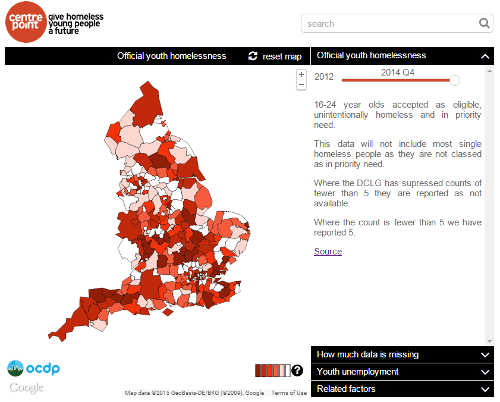 centre
point
give homeless
young people
a future
search
Official youth homelessness
reset map
Official youth homelessness
+
−
2012
2014 Q4
16-24 year olds accepted as eligible,
unintentionally homeless and in priority
need.
This data will not include most single
homeless people as they are not classed
as in priority need.
Where the DCLG has supressed counts of
fewer than 5 they are reported as not
available.
Where the count is fewer than 5 we have
reported 5.
Source
ocdp
?
Google
Map data ©2015 GeoBasis-DE/BKG (©2009), Google
Terms of Use
How much data is missing
Youth unemployment
Related factors